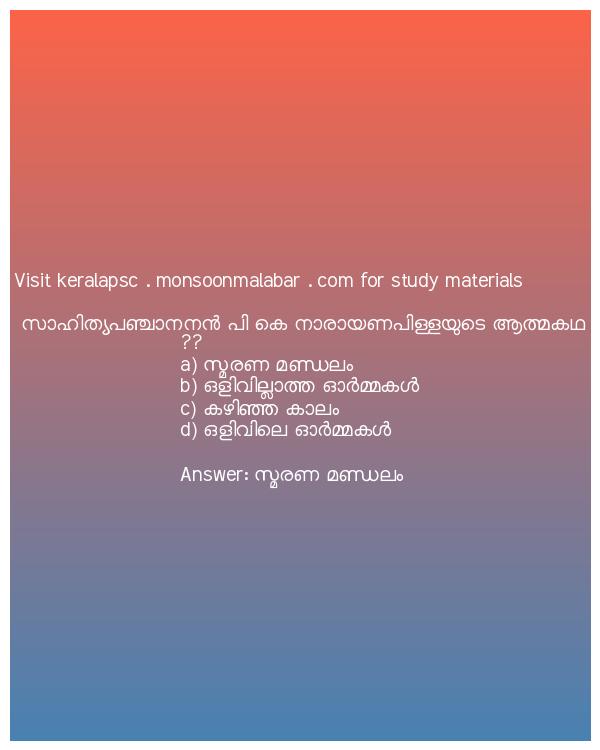 Visit keralapsc . monsoonmalabar . com for study materials
സാഹിത്യപഞ്ചാനനൻ പി കെ നാരായണപിള്ളയുടെ ആത്മകഥ
??
a) സ്മരണ മണ്ഡലം
b) ഒളിവില്ലാത്ത ഓർമ്മകൾ
c) കഴിഞ്ഞ കാലം
d) ഒളിവിലെ ഓർമ്മകൾ
Answer: സ്മരണ മണ്ഡലം